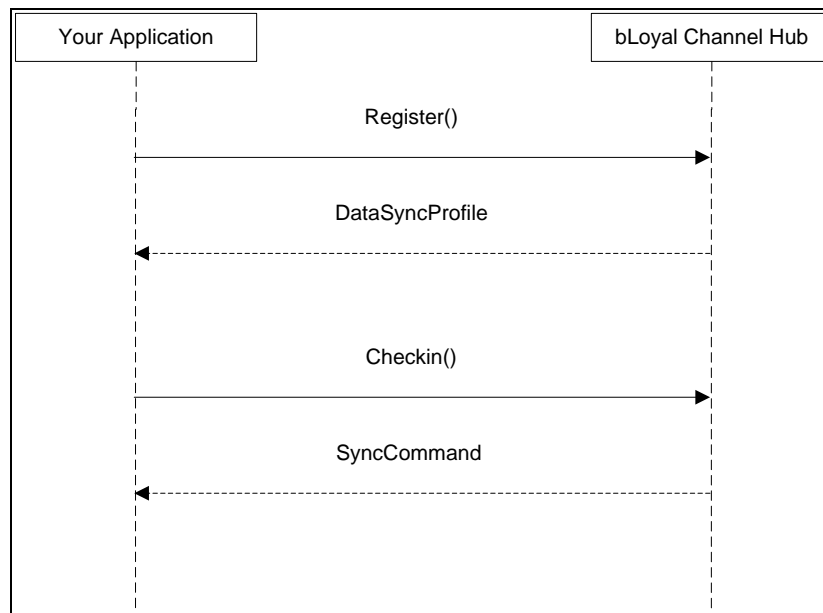 Your Application
bLoyal Channel Hub
Register()
DataSyncProfile
Checkin()
SyncCommand